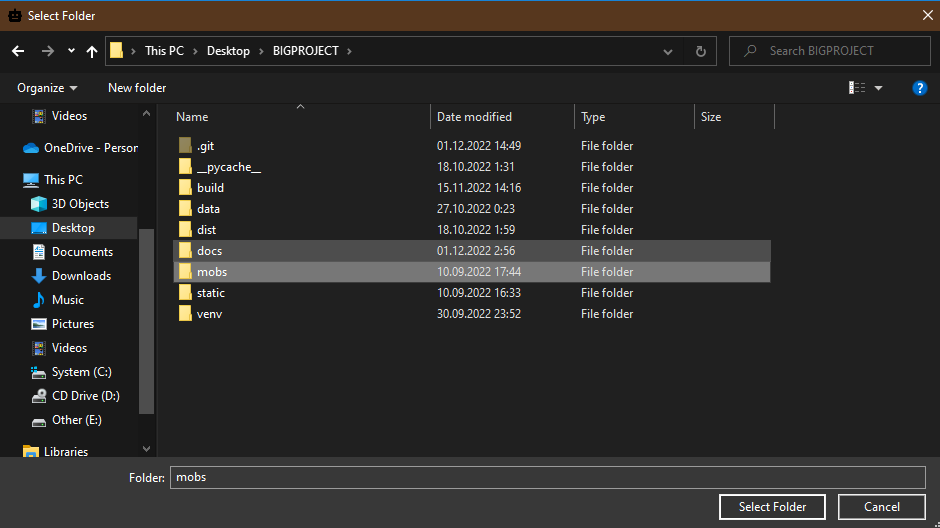 Select Folder
This PC Desktop BIGPROJECT
Search BIGPROJECT
Organize New folder
?
Name Date modified Type Size
Videos
OneDrive - Person
This PC
3D Objects
Desktop
Documents
Downloads
Music
Pictures
Videos
System (C:)
CD Drive (D:)
Other (E:)
Libraries
.git 01.12.2022 14:49 File folder
__pycache__ 18.10.2022 1:31 File folder
build 15.11.2022 14:16 File folder
data 27.10.2022 0:23 File folder
dist 18.10.2022 1:59 File folder
docs 01.12.2022 2:56 File folder
mobs 10.09.2022 17:44 File folder
static 10.09.2022 16:33 File folder
venv 30.09.2022 23:52 File folder
Folder: mobs
Select Folder Cancel